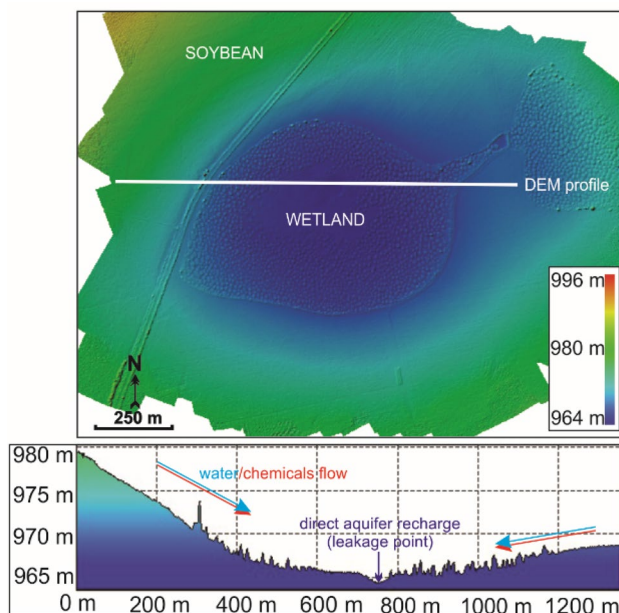 SOYBEAN
DEM profile
WETLAND
996 m
980 m
964 m
N
250 m
980 m
975 m
970 m
965 m
water/chemicals flow
direct aquifer recharge
(leakage point)
0 m 200 m 400 m 600 m 800 m 1000 m 1200 m